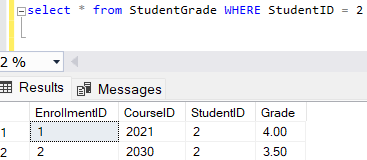 select * from StudentGrade WHERE StudentID = 2
2 %
Results Messages
EnrollmentID CourseID StudentID Grade
1 1 2021 2 4.00
2 2 2030 2 3.50